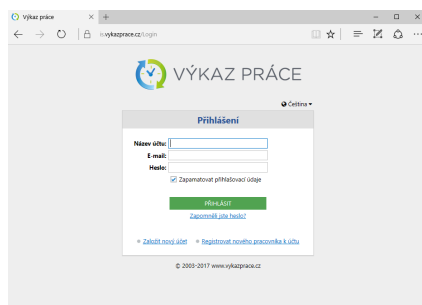 Výkaz práce
is.vykazprace.cz/Login
VÝKAZ PRÁCE
Čeština
Přihlášení
Název účtu:
E-mail:
Heslo:
Zapamatovat přihlašovací údaje
PŘIHLÁSIT
Zapomněli jste heslo?
Založit nový účet Registrovat nového pracovníka k účtu
© 2003-2017 www.vykazprace.cz